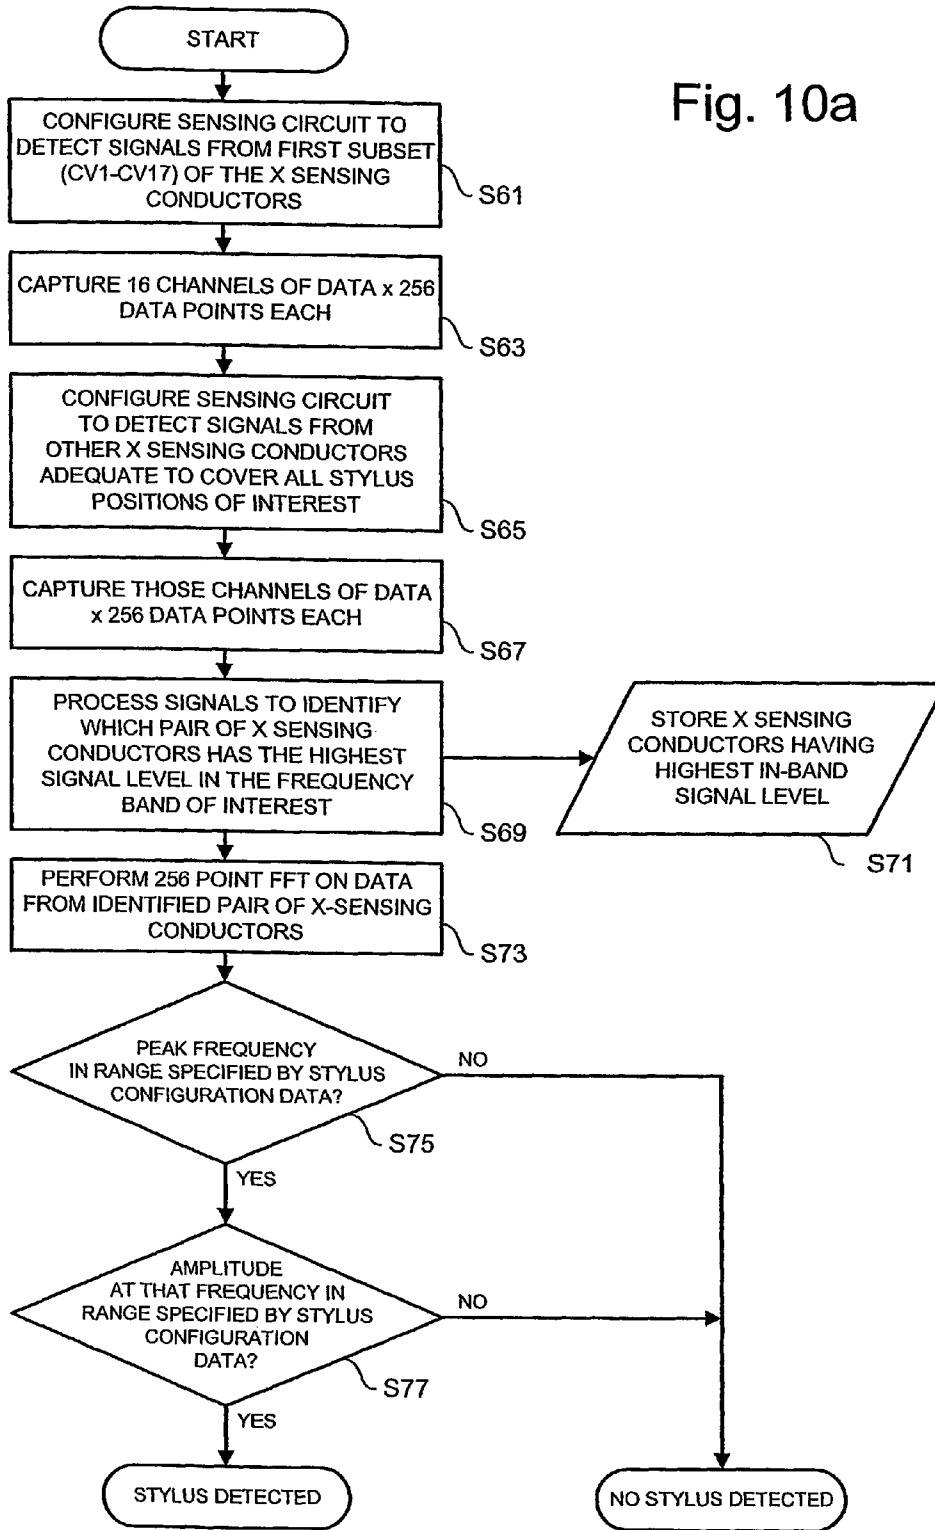 START
Fig. 10a
CONFIGURE SENSING CIRCUIT TO
DETECT SIGNALS FROM FIRST SUBSET
(CV1-CV17) OF THE X SENSING
CONDUCTORS
S61
CAPTURE 16 CHANNELS OF DATA x 256
DATA POINTS EACH
S63
CONFIGURE SENSING CIRCUIT
TO DETECT SIGNALS FROM
OTHER X SENSING CONDUCTORS
ADEQUATE TO COVER ALL STYLUS
POSITIONS OF INTEREST
S65
CAPTURE THOSE CHANNELS OF DATA
x 256 DATA POINTS EACH
S67
PROCESS SIGNALS TO IDENTIFY
WHICH PAIR OF X SENSING
CONDUCTORS HAS THE HIGHEST
SIGNAL LEVEL IN THE FREQUENCY
BAND OF INTEREST
S69
STORE X SENSING
CONDUCTORS HAVING
HIGHEST IN-BAND
SIGNAL LEVEL
S71
PERFORM 256 POINT FFT ON DATA
FROM IDENTIFIED PAIR OF X-SENSING
CONDUCTORS
S73
PEAK FREQUENCY
IN RANGE SPECIFIED BY STYLUS
CONFIGURATION DATA?
NO
S75
YES
AMPLITUDE
AT THAT FREQUENCY IN
RANGE SPECIFIED BY STYLUS
CONFIGURATION
DATA?
NO
S77
YES
STYLUS DETECTED
NO STYLUS DETECTED